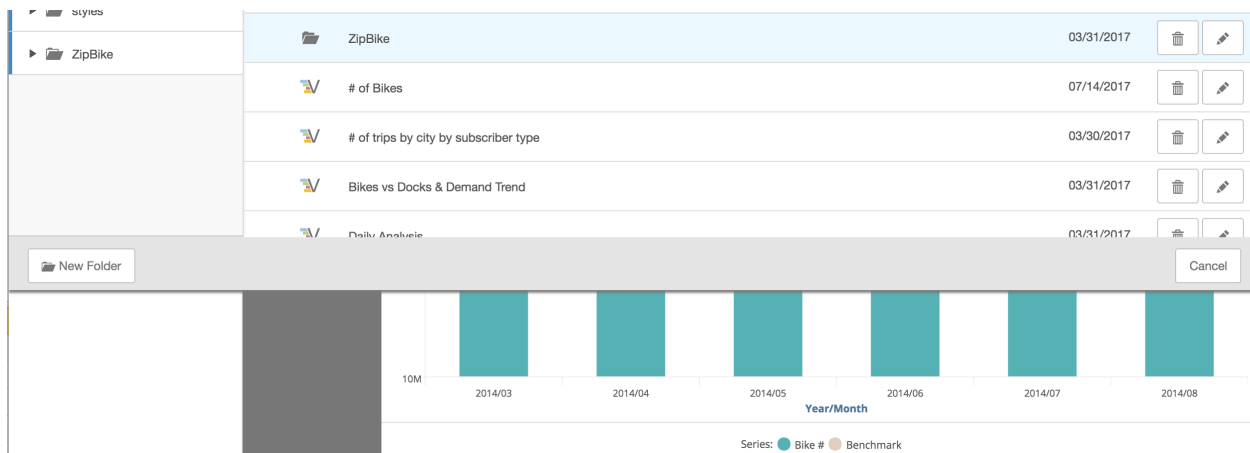 styles
ZipBike
ZipBike 03/31/2017
# of Bikes 07/14/2017
# of trips by city by subscriber type 03/30/2017
Bikes vs Docks & Demand Trend 03/31/2017
Daily Analysis 03/31/2017
New Folder
Cancel
10M
2014/03 2014/04 2014/05 2014/06 2014/07 2014/08
Year/Month
Series: Bike # Benchmark